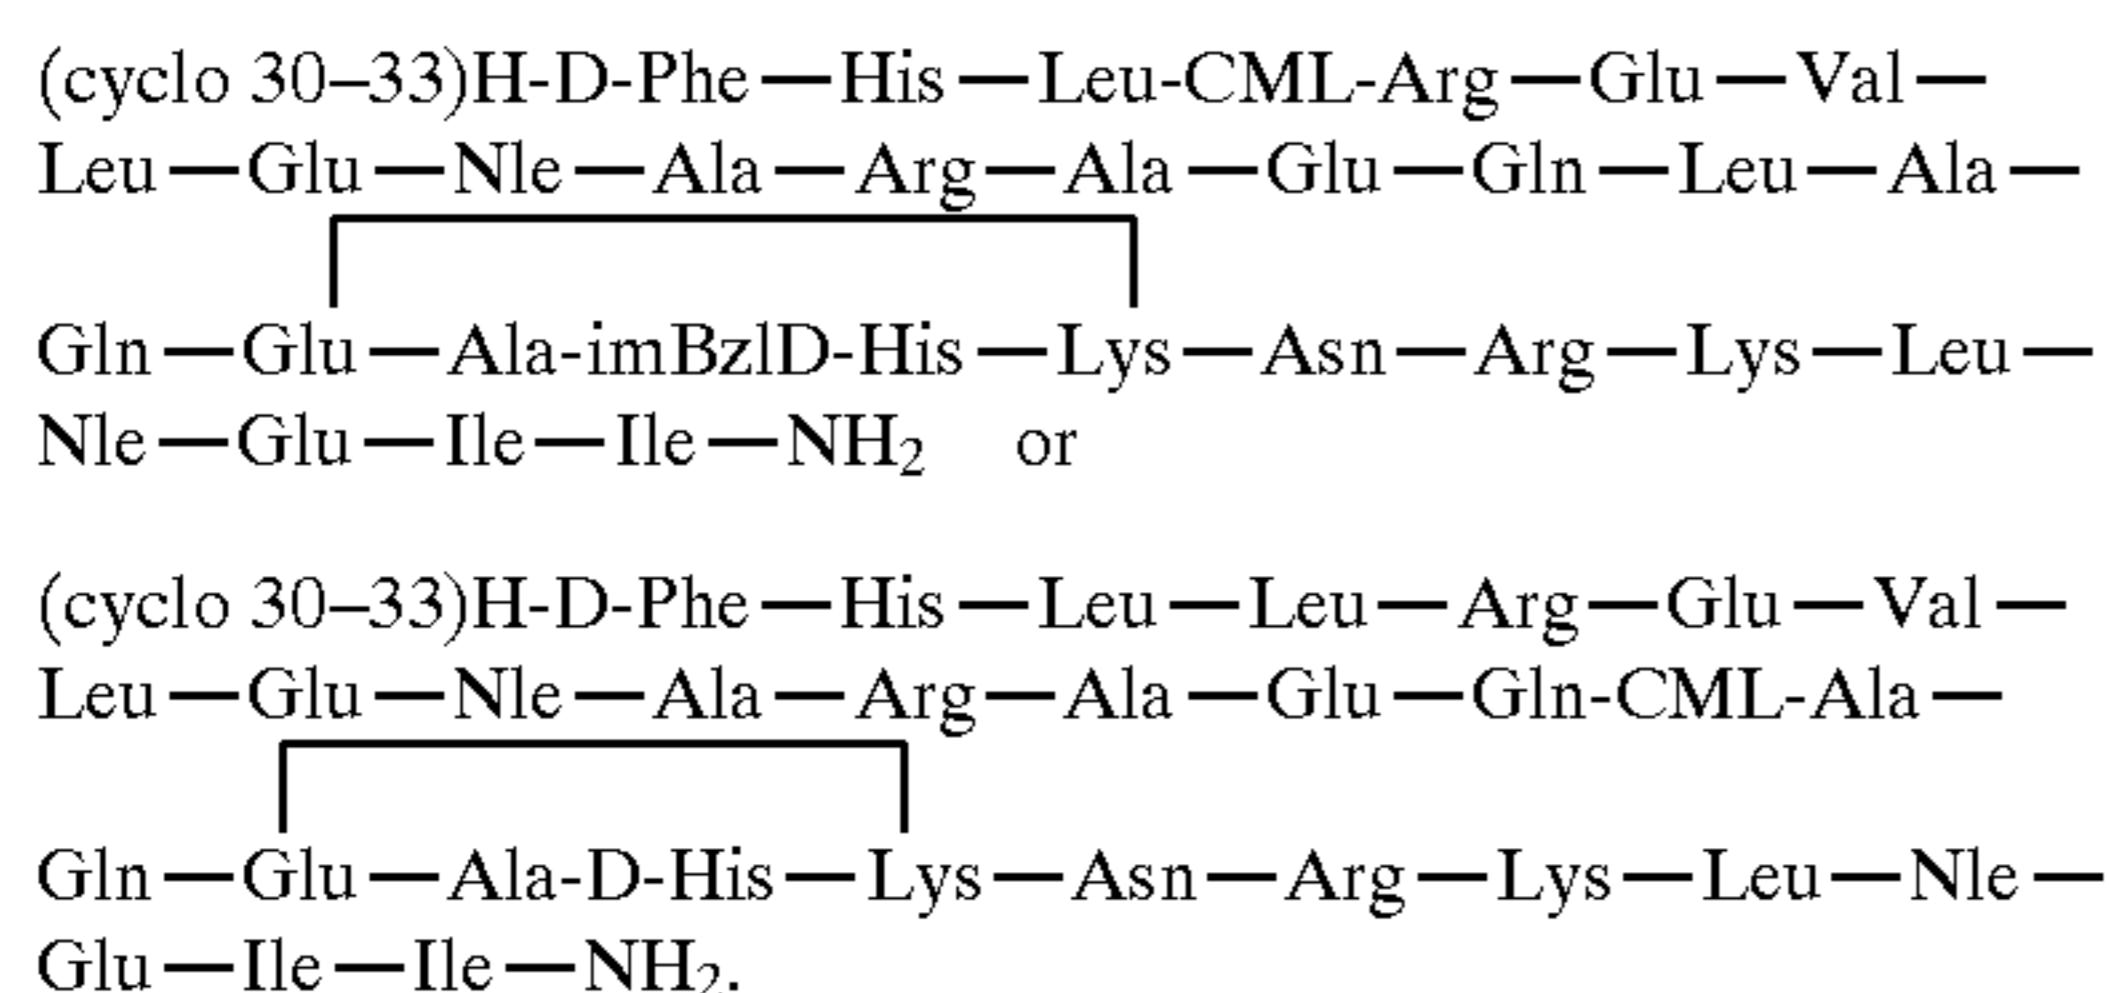 (cyclo 30–33)H-D-Phe—His—Leu-CML-Arg—Glu—Val—
Leu—Glu—Nle—Ala—Arg—Ala—Glu—Gln—Leu—Ala—
Gln—Glu—Ala-imBzlD-His—Lys—Asn—Arg—Lys—Leu—
Nle—Glu—Ile—Ile—NH₂ or
(cyclo 30–33)H-D-Phe—His—Leu—Leu—Arg—Glu—Val—
Leu—Glu—Nle—Ala—Arg—Ala—Glu—Gln-CML-Ala—
Gln—Glu—Ala-D-His—Lys—Asn—Arg—Lys—Leu—Nle—
Glu—Ile—Ile—NH₂.